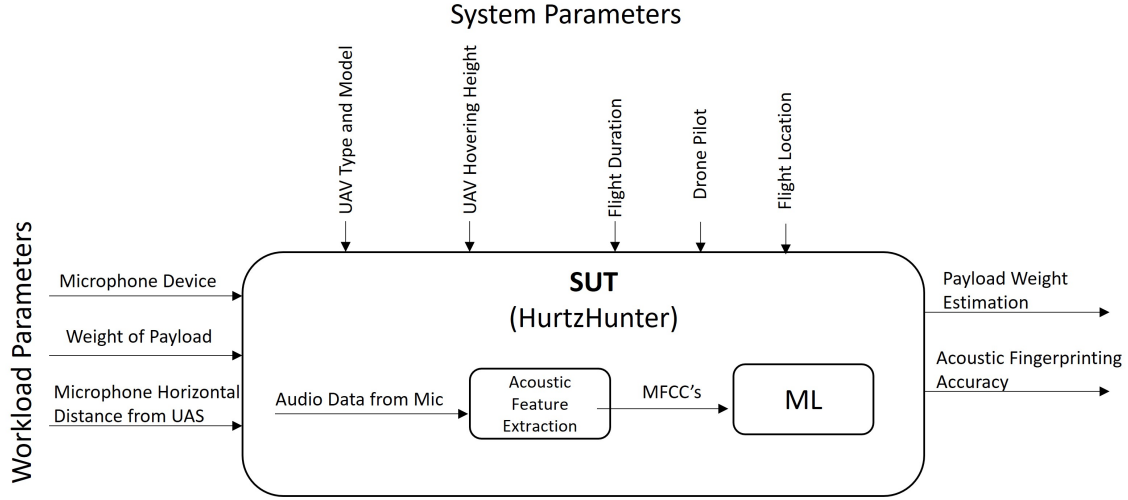 System Parameters
UAV Type and Model
UAV Hovering Height
Flight Duration
Drone Pilot
Flight Location
Workload Parameters
Microphone Device
Weight of Payload
Microphone Horizontal
Distance from UAS
SUT
(HurtzHunter)
Audio Data from Mic
Acoustic
Feature
Extraction
MFCC's
ML
Payload Weight
Estimation
Acoustic Fingerprinting
Accuracy